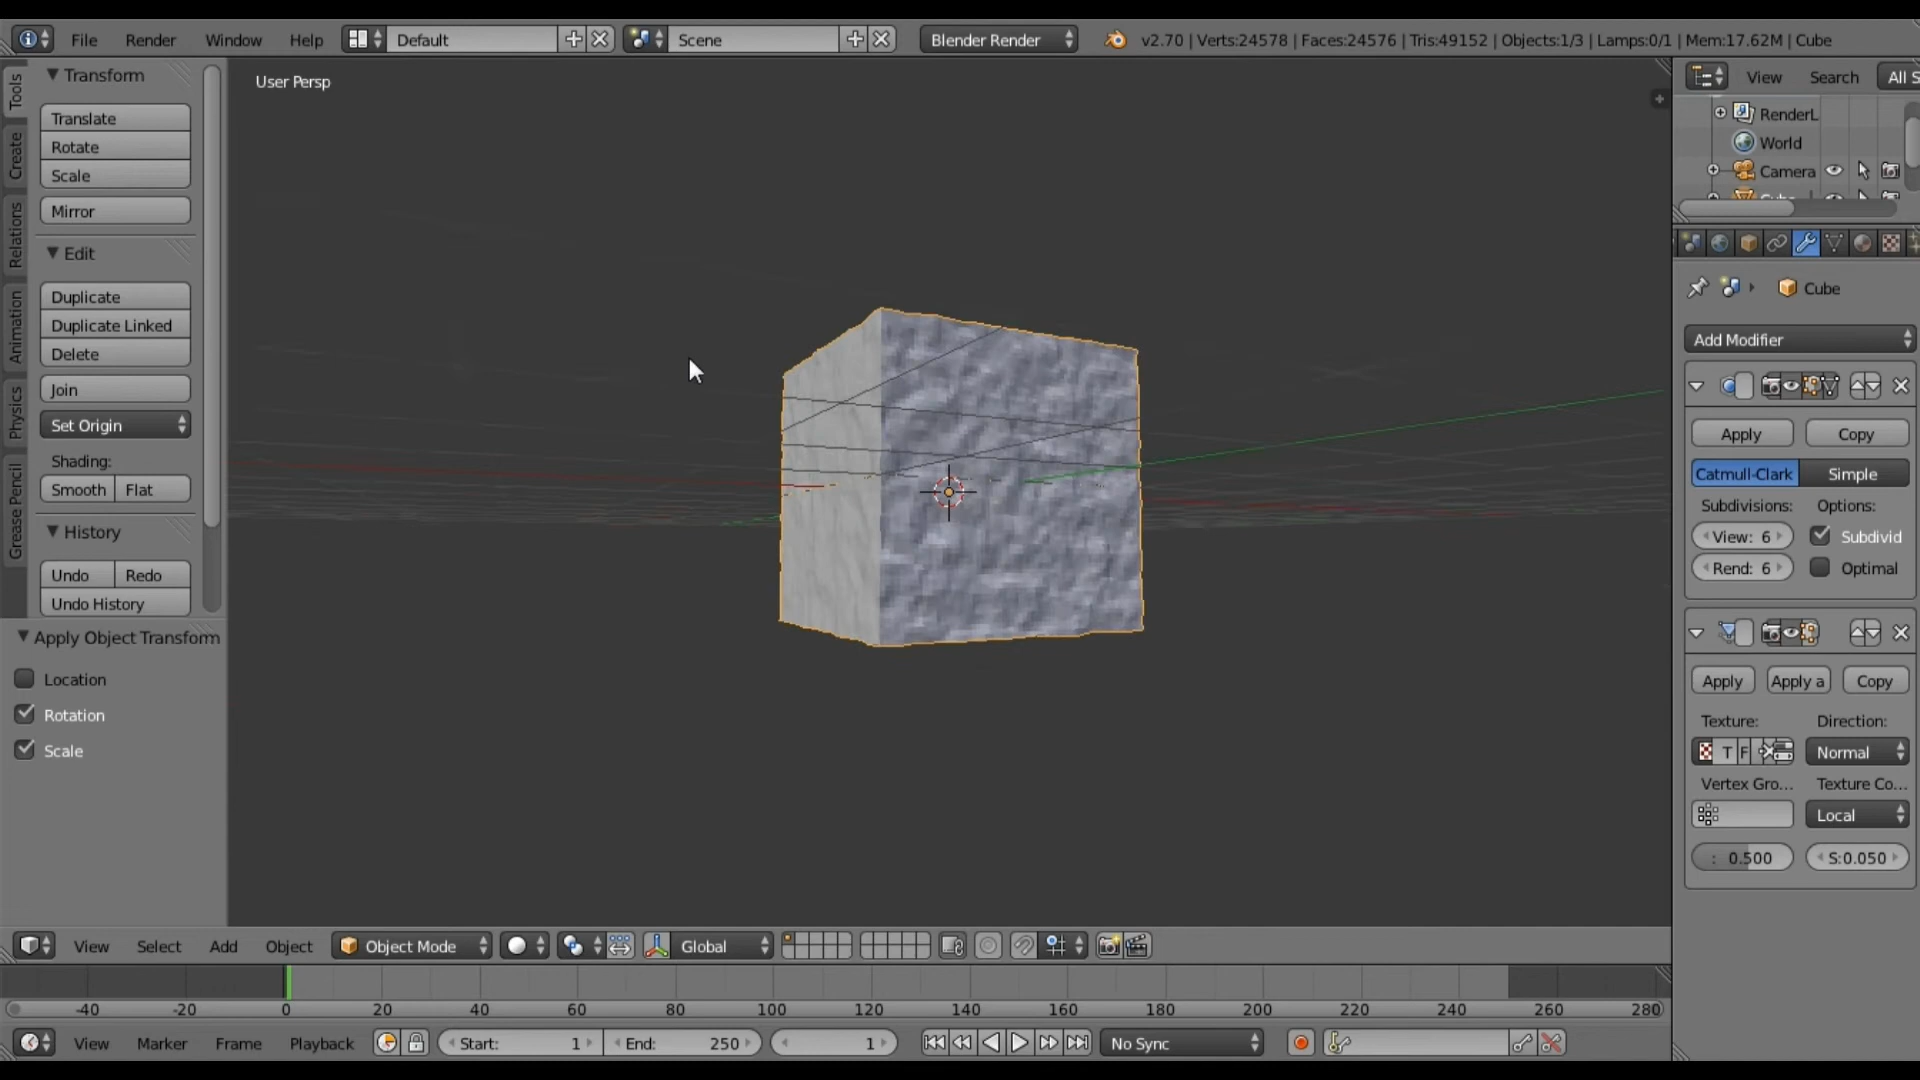 File Render Window Help Default Scene Blender Render v2.70 | Verts:24578 | Faces:24576 | Tris:49152 | Objects:1/3 | Lamps:0/1 | Mem:17.62M | Cube
Tools
Create
Relations
Animation
Physics
Grease Pencil
Transform
Translate
Rotate
Scale
Mirror
Edit
Duplicate
Duplicate Linked
Delete
Join
Set Origin
Shading:
Smooth Flat
History
Undo Redo
Undo History
Apply Object Transform
Location
Rotation
Scale
User Persp
View Search All S
RenderL
World
Camera
Cube
Add Modifier
Apply Copy
Catmull-Clark Simple
Subdivisions: Options:
View: 6 Subdivid
Rend: 6 Optimal
Apply Apply a Copy
Texture: Direction:
T F Normal
Vertex Gro... Texture Co...
Local
: 0.500 S:0.050
View Select Add Object Object Mode Global
-40 -20 0 20 40 60 80 100 120 140 160 180 200 220 240 260 280
View Marker Frame Playback Start: 1 End: 250 1 No Sync